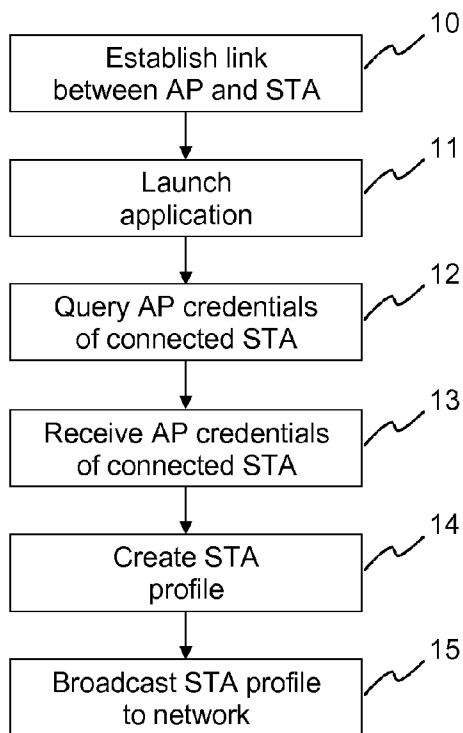 10
Establish link
between AP and STA
11
Launch
application
12
Query AP credentials
of connected STA
13
Receive AP credentials
of connected STA
14
Create STA
profile
15
Broadcast STA profile
to network